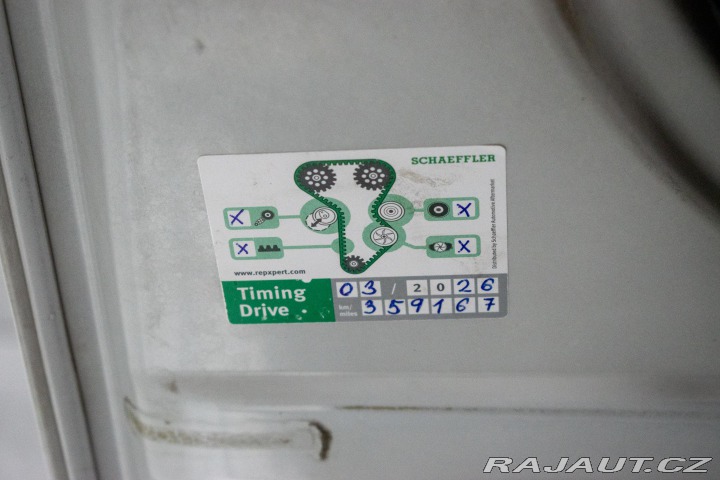 SCHAEFFLER
X X
X X
Distributed by Schaeffler Automotive Aftermarket
www.repxpert.com
Timing Drive
03 / 2026
km/miles 359167
RAJAUT.CZ